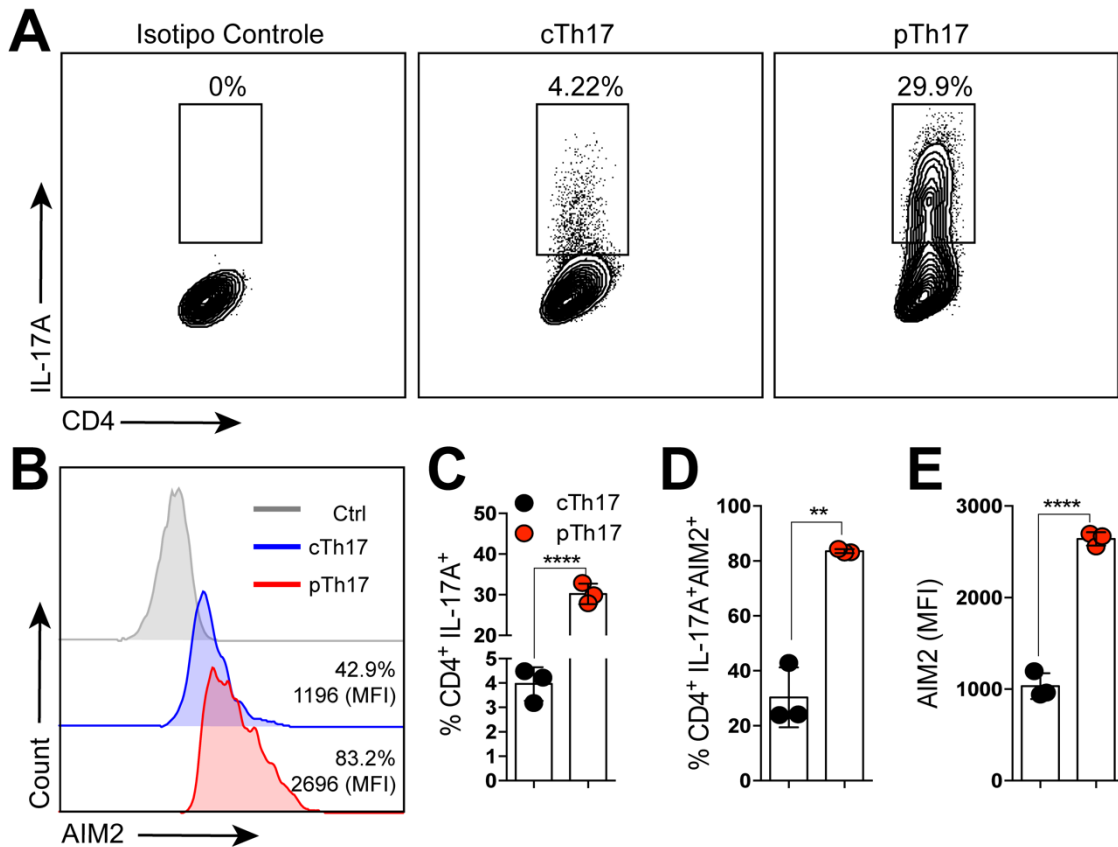 A
Isotipo Controle
cTh17
pTh17
0%
4.22%
29.9%
IL-17A
CD4
B
Ctrl
cTh17
pTh17
42.9%
1196 (MFI)
83.2%
2696 (MFI)
Count
AIM2
C
cTh17
pTh17
% CD4⁺ IL-17A⁺
50
40
30
20
5
4
3
2
1
0
****
D
% CD4⁺ IL-17A⁺AIM2⁺
100
80
60
40
20
0
**
E
AIM2 (MFI)
3000
2000
1000
0
****